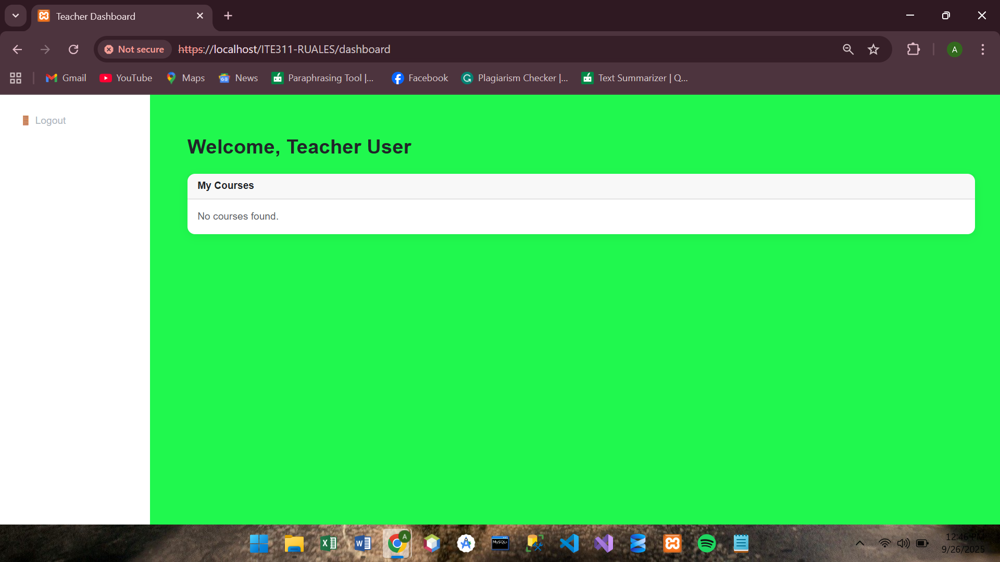 Teacher Dashboard
Not secure
https://localhost/ITE311-RUALES/dashboard
A
Gmail
YouTube
Maps
News
Paraphrasing Tool |...
Facebook
Plagiarism Checker |...
Text Summarizer | Q...
Logout
Welcome, Teacher User
My Courses
No courses found.
A
MySQL>
12:46 PM
9/26/2025